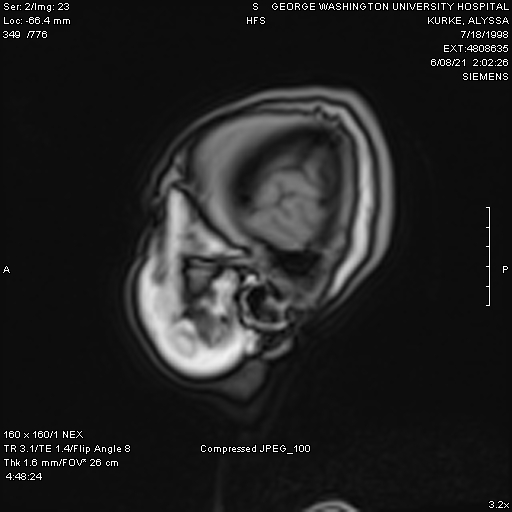 Ser: 2/Img: 23
Loc: -66.4 mm
349 /776
S
HFS
GEORGE WASHINGTON UNIVERSITY HOSPITAL
KURKE, ALYSSA
7/18/1998
EXT:4808635
6/08/21 2:02:26
SIEMENS
A
P
160 x 160/1 NEX
TR 3.1/TE 1.4/Flip Angle 8
Thk 1.6 mm/FOV* 26 cm
4:48:24
Compressed JPEG_100
3.2x